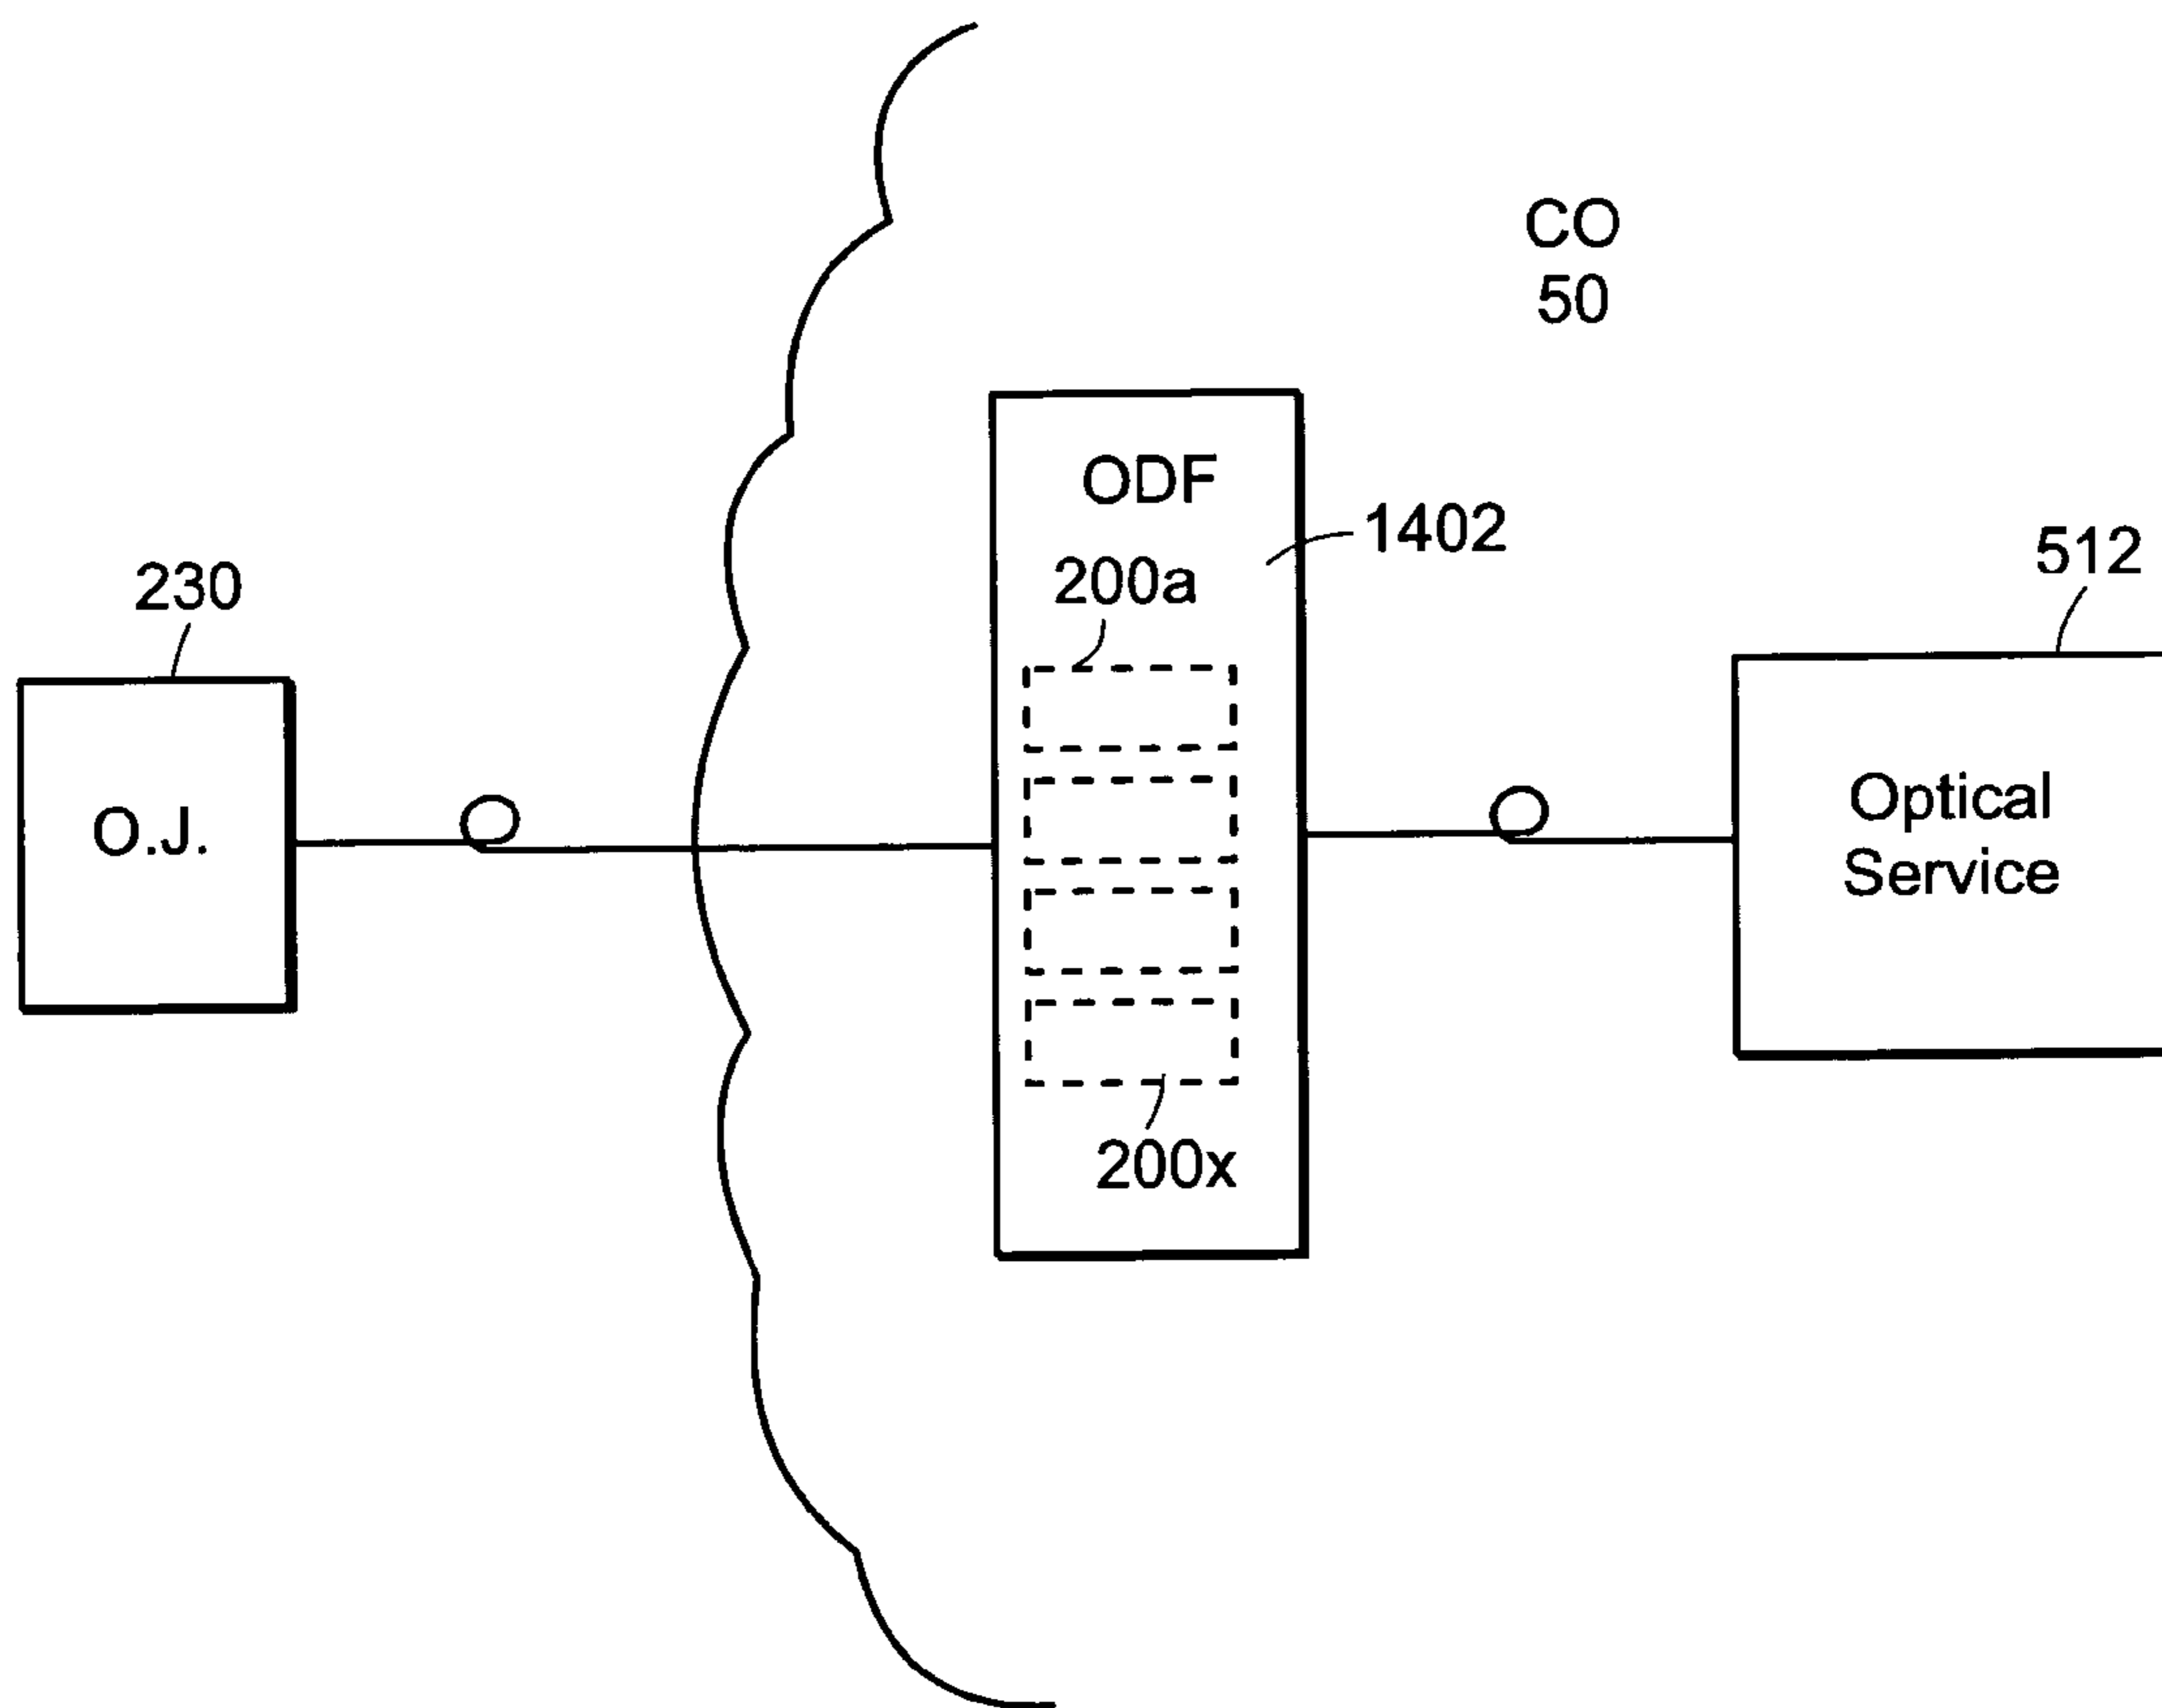 CO
50
ODF
1402
200a
512
230
O.J.
Optical
Service
200x